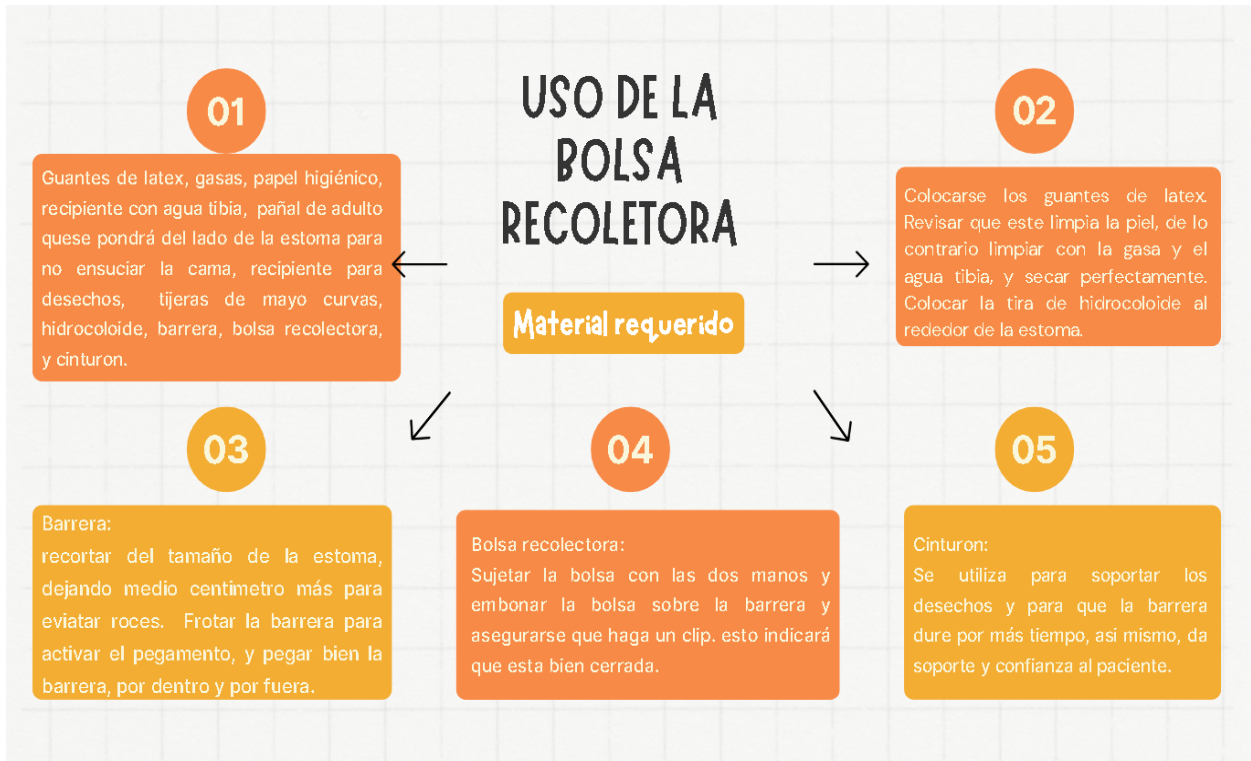 USO DE LA
BOLSA
RECOLETORA
Material requerido
01
Guantes de latex, gasas, papel higiénico,
recipiente con agua tibia, pañal de adulto
quese pondrá del lado de la estoma para
no ensuciar la cama, recipiente para
desechos, tijeras de mayo curvas,
hidrocoloide, barrera, bolsa recolectora,
y cinturon.
02
Colocarse los guantes de latex.
Revisar que este limpia la piel, de lo
contrario limpiar con la gasa y el
agua tibia, y secar perfectamente.
Colocar la tira de hidrocoloide al
rededor de la estoma.
03
Barrera:
recortar del tamaño de la estoma,
dejando medio centimetro más para
eviatar roces. Frotar la barrera para
activar el pegamento, y pegar bien la
barrera, por dentro y por fuera.
04
Bolsa recolectora:
Sujetar la bolsa con las dos manos y
embonar la bolsa sobre la barrera y
asegurarse que haga un clip. esto indicará
que esta bien cerrada.
05
Cinturon:
Se utiliza para soportar los
desechos y para que la barrera
dure por más tiempo, asi mismo, da
soporte y confianza al paciente.